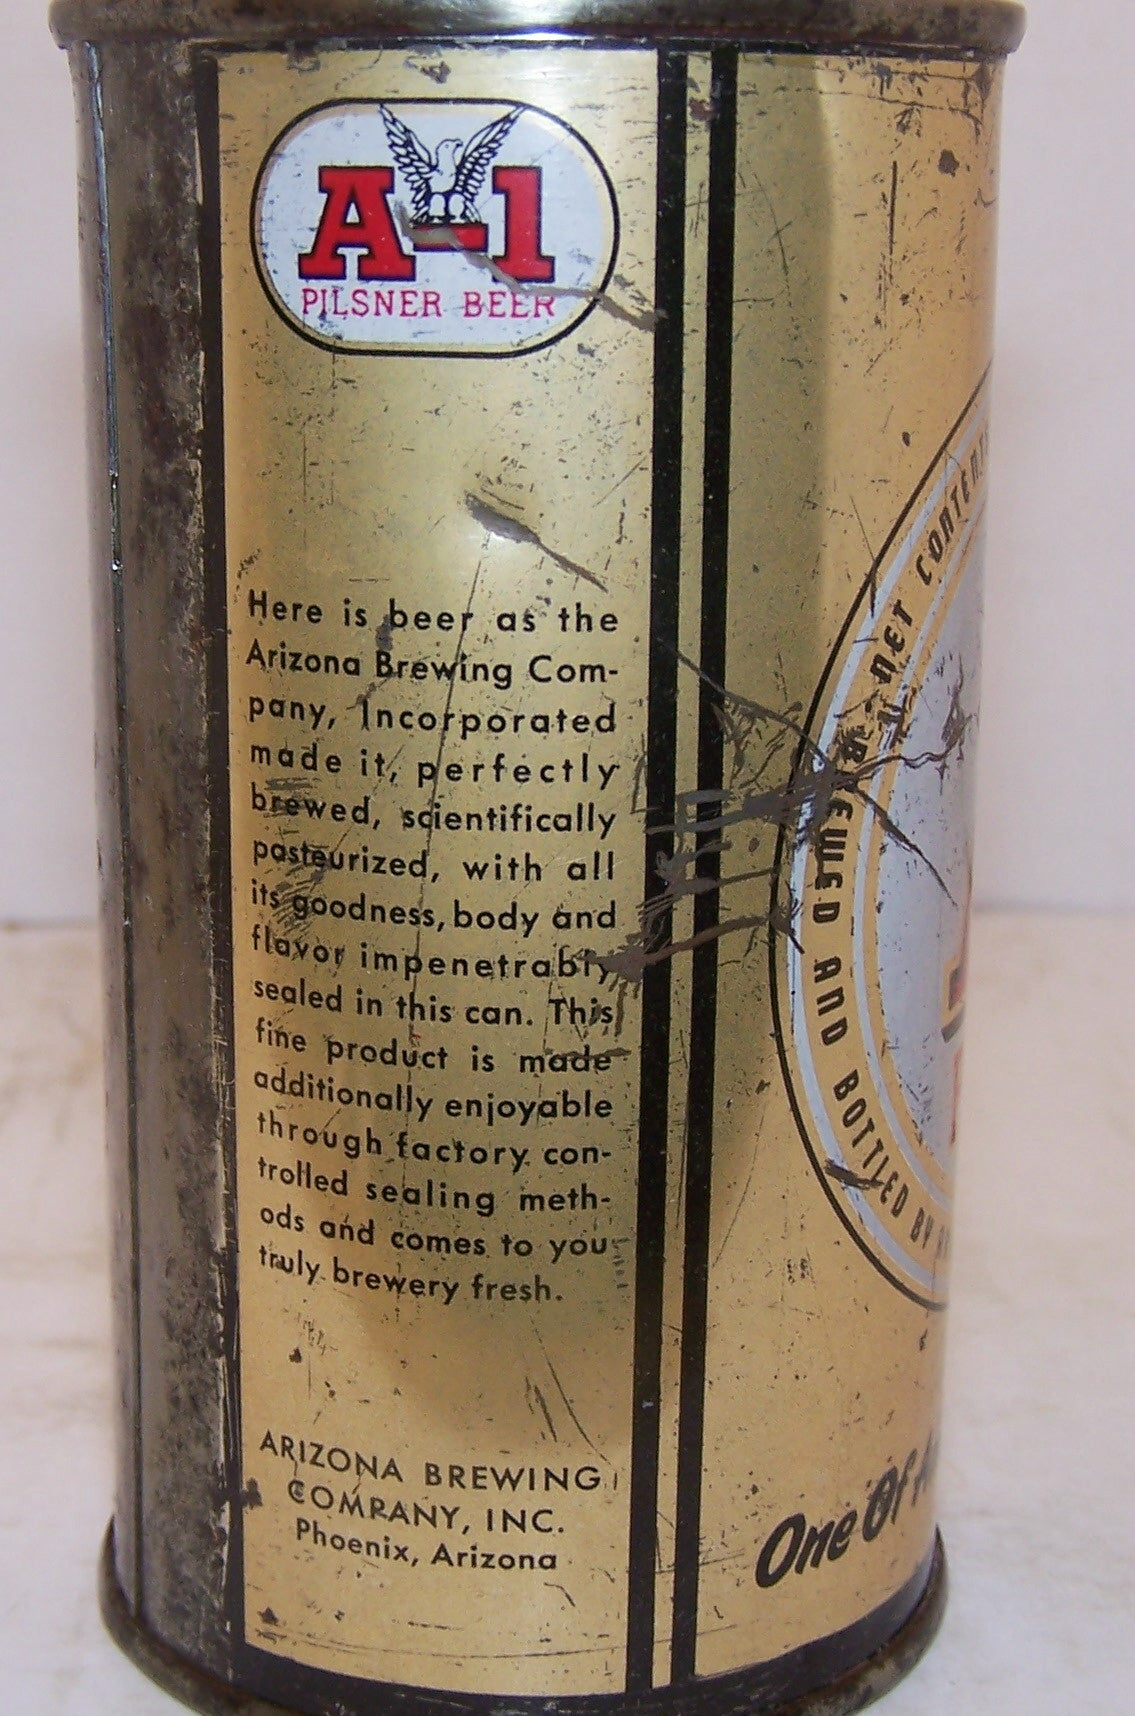 A-1
PILSNER BEER
Here is beer as the
Arizona Brewing Com-
pany, Incorporated
made it, perfectly
brewed, scientifically
pasteurized, with all
its goodness, body and
flavor impenetrably
sealed in this can. This
fine product is made
additionally enjoyable
through factory con-
trolled sealing meth-
ods and comes to you
truly brewery fresh.
ARIZONA BREWING
COMPANY, INC.
Phoenix, Arizona
NET CONTENTS
BREWED AND BOTTLED BY
One Of